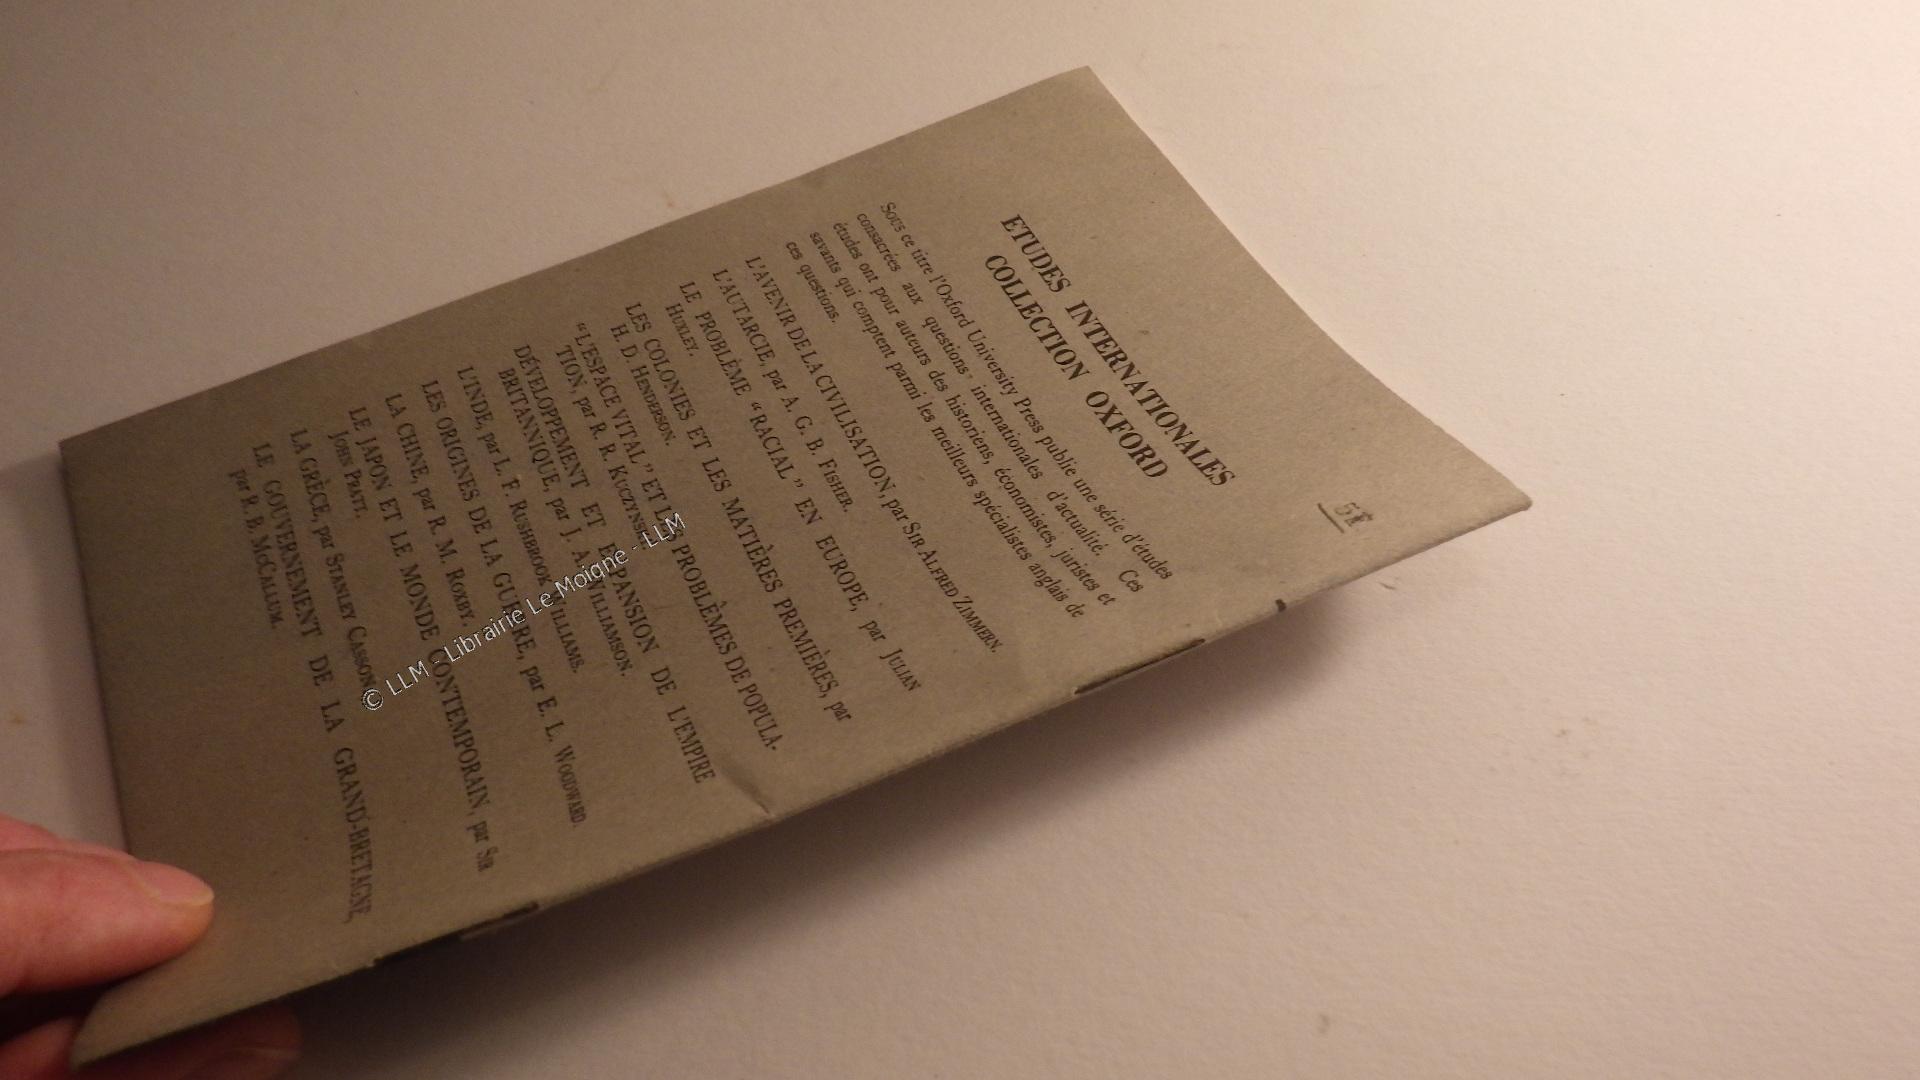 51
ETUDES INTERNATIONALES
COLLECTION OXFORD
Sous ce titre l'Oxford University Press publie une série d'études
consacrées aux questions internationales d'actualité. Ces
études ont pour auteurs des historiens, économistes, juristes et
savants qui comptent parmi les meilleurs spécialistes anglais de
ces questions.
L'AVENIR DE LA CIVILISATION, par SIR ALFRED ZIMMERN.
L'AUTARCIE, par A. G. B. FISHER.
LE PROBLÈME “RACIAL” EN EUROPE, par JULIAN
HUXLEY.
LES COLONIES ET LES MATIÈRES PREMIÈRES, par
H. D. HENDERSON.
“L'ESPACE VITAL” ET LES PROBLÈMES DE POPULA-
TION, par R. R. KUCZYNSKI.
DÉVELOPPEMENT ET EXPANSION DE L'EMPIRE
BRITANNIQUE, par J. A. WILLIAMSON.
L'INDE, par L. F. RUSHBROOK WILLIAMS.
LES ORIGINES DE LA GUERRE, par E. L. WOODWARD.
LA CHINE, par R. M. ROXBY.
LE JAPON ET LE MONDE CONTEMPORAIN, par SIR
JOHN PRATT.
LA GRÈCE, par STANLEY CASSON.
LE GOUVERNEMENT DE LA GRAND-BRETAGNE,
par R. B. MCCALLUM.
© LLM - Librairie Le Moigne - LLM